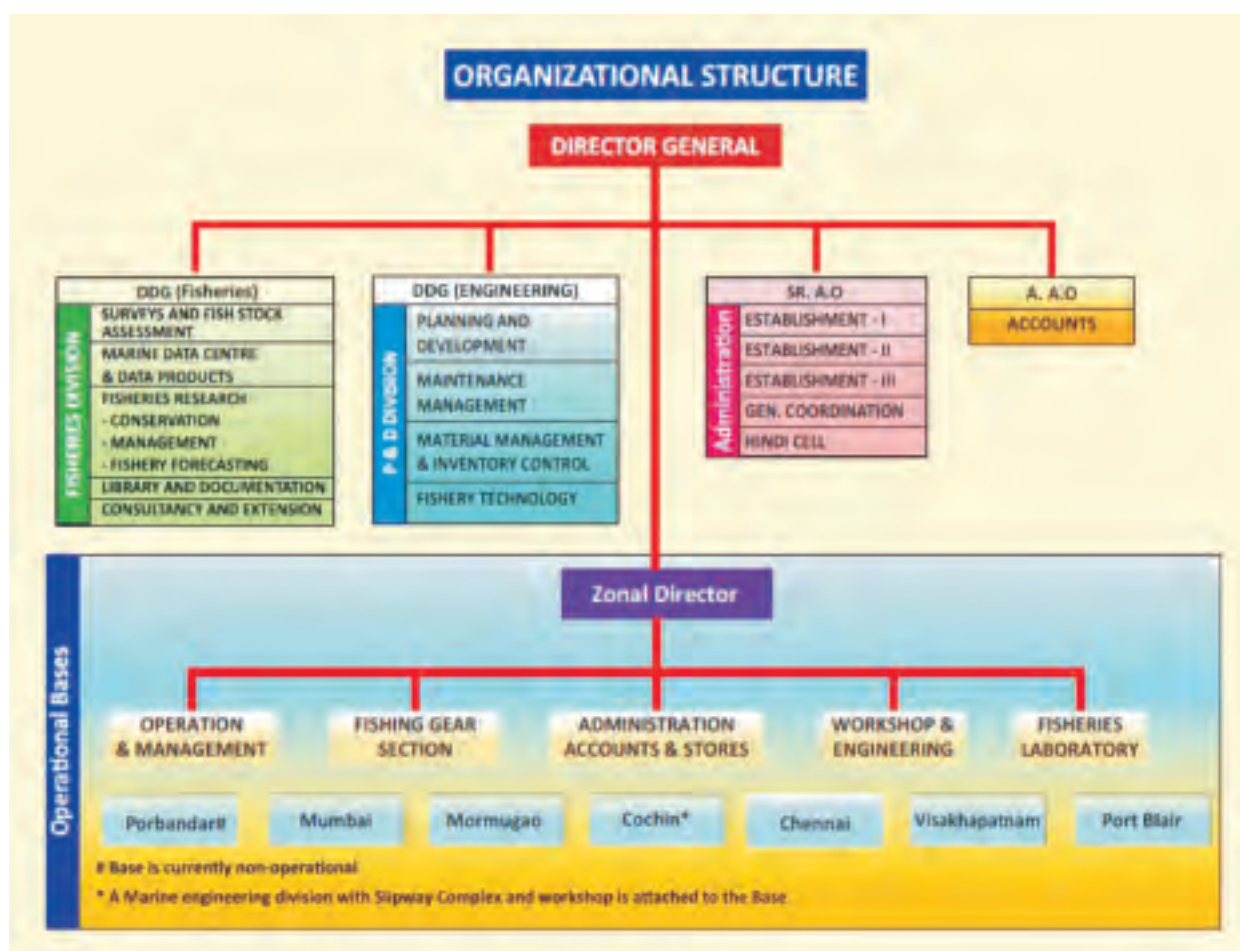 ORGANIZATIONAL STRUCTURE
DIRECTOR GENERAL
DDG (Fisheries)
FISHERIES DIVISION
SURVEYS AND FISH STOCK
ASSESSMENT
MARINE DATA CENTRE
& DATA PRODUCTS
FISHERIES RESEARCH
- CONSERVATION
- MANAGEMENT
- FISHERY FORECASTING
LIBRARY AND DOCUMENTATION
CONSULTANCY AND EXTENSION
DDG (ENGINEERING)
P & D DIVISION
PLANNING AND
DEVELOPMENT
MAINTENANCE
MANAGEMENT
MATERIAL MANAGEMENT
& INVENTORY CONTROL
FISHERY TECHNOLOGY
SR. A.O
Administration
ESTABLISHMENT - I
ESTABLISHMENT - II
ESTABLISHMENT - III
GEN. COORDINATION
HINDI CELL
A. A.O
ACCOUNTS
Operational Bases
Zonal Director
OPERATION
& MANAGEMENT
FISHING GEAR
SECTION
ADMINISTRATION
ACCOUNTS & STORES
WORKSHOP &
ENGINEERING
FISHERIES
LABORATORY
Porbandar#
Mumbai
Mormugao
Cochin*
Chennai
Visakhapatnam
Port Blair
# Base is currently non-operational
* A Marine engineering division with Slipway Complex and workshop is attached to the Base